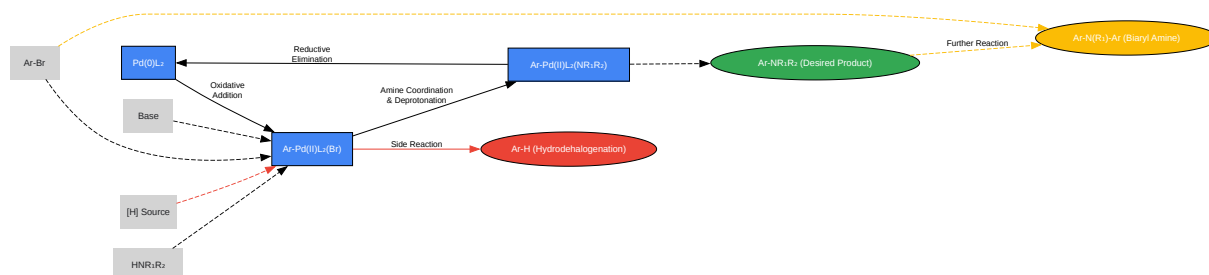 Ar-Br
Pd(0)L₂
Base
[H] Source
HNR₁R₂
Oxidative
Addition
Reductive
Elimination
Ar-Pd(II)L₂(Br)
Amine Coordination
& Deprotonation
Side Reaction
Ar-Pd(II)L₂(NR₁R₂)
Ar-H (Hydrodehalogenation)
Ar-NR₁R₂ (Desired Product)
Further Reaction
Ar-N(R₁)-Ar (Biaryl Amine)